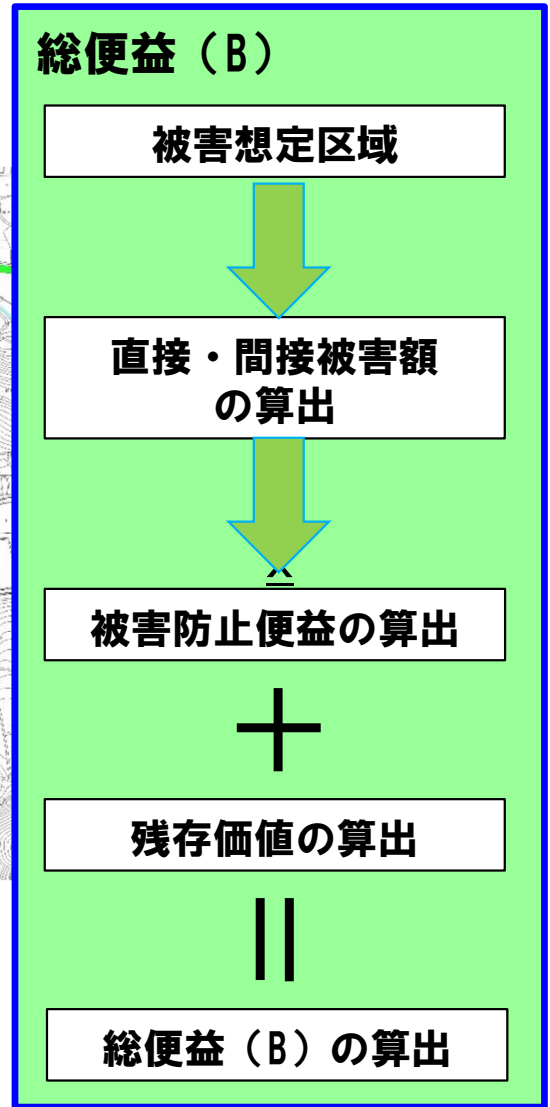 総便益（B）
被害想定区域
直接・間接被害額
の算出
被害防止便益の算出
＋
残存価値の算出
||
総便益（B）の算出